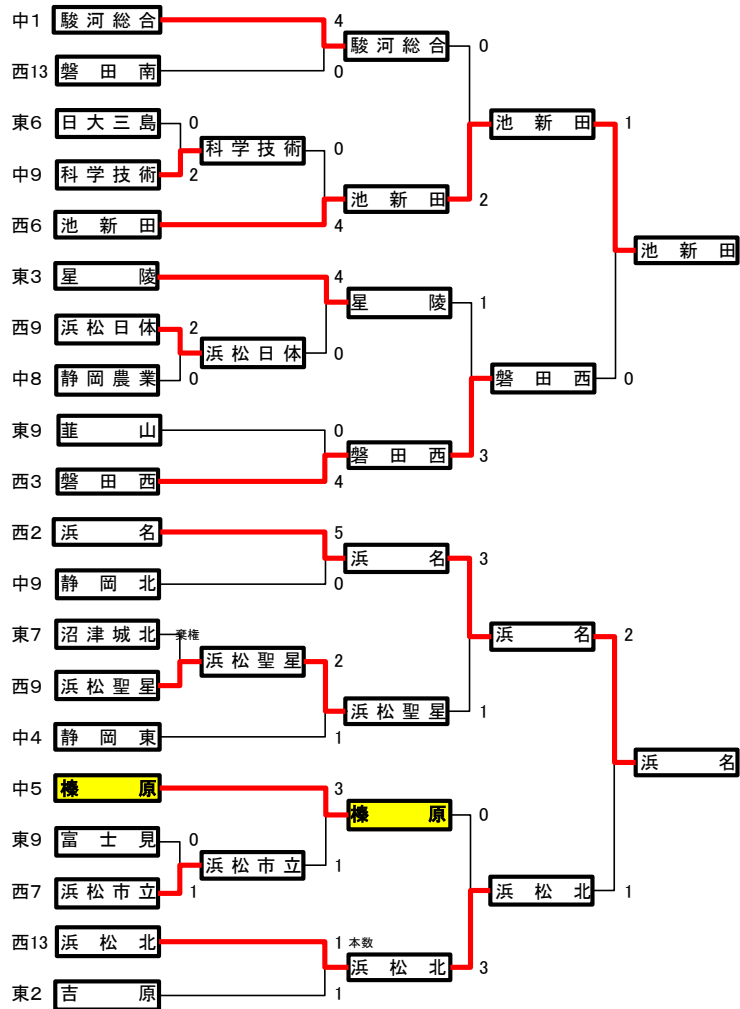 中1 駿河総合 4
駿河総合 0
西13 磐田南 0
東6 日大三島 0
池新田 1
科学技術 0
中9 科学技術 2
池新田 2
西6 池新田 4
池新田
東3 星陵 4
星陵 1
西9 浜松日体 2
浜松日体 0
中8 静岡農業 0
磐田西 0
東9 韮山 0
磐田西 3
西3 磐田西 4
西2 浜名 5
浜名 3
中9 静岡北 0
東7 沼津城北 棄権
浜名 2
浜松聖星 2
西9 浜松聖星
浜松聖星 1
中4 静岡東 1
浜名
中5 榛原 3
榛原 0
東9 富士見 0
浜松市立 1
西7 浜松市立 1
浜松北 1
西13 浜松北 1 本数
浜松北 3
東2 吉原 1